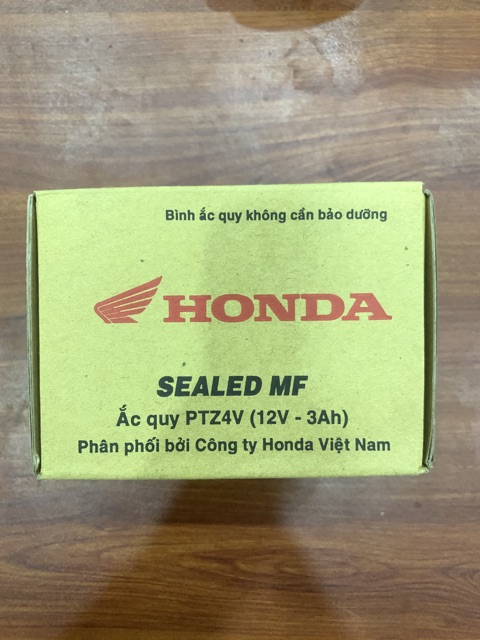 Bình ắc quy không cần bảo dưỡng
HONDA
SEALED MF
Ắc quy PTZ4V (12V - 3Ah)
Phân phối bởi Công ty Honda Việt Nam